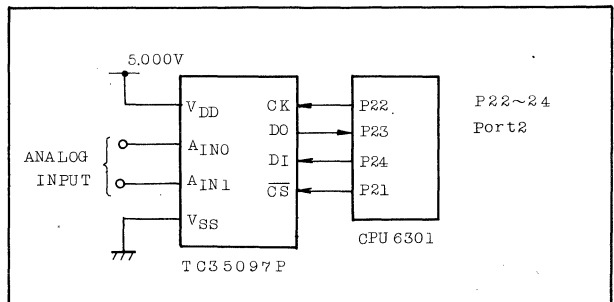 5.000V
VDD
CK
P22
P22~24
DO
P23
Port2
ANALOG
INPUT
AIN0
DI
P24
AIN1
CS
P21
VSS
CPU 6301
TC35097P